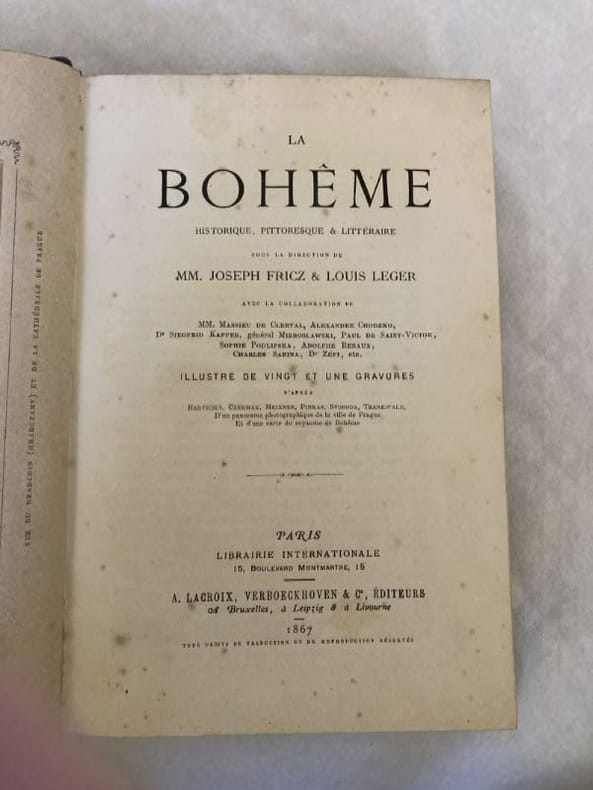 VUE DU HRADCHIN (HRADCZANY) ET DE LA CATHÉDRALE DE PRAGUE
LA
BOHÊME
HISTORIQUE, PITTORESQUE & LITTÉRAIRE
SOUS LA DIRECTION DE
MM. JOSEPH FRICZ & LOUIS LEGER
AVEC LA COLLABORATION DE
MM. MASSIEU DE CLERVAL, ALEXANDRE CHODZKO,
Dr SIEGFRID KAPPER, général MIEROSLAWSKI, PAUL DE SAINT-VICTOR,
SOPHIE PODLIPSKA, ADOLPHE RENAUX,
CHARLES SABINA, Dr ZÉPT, etc.
ILLUSTRÉ DE VINGT ET UNE GRAVURES
D'APRÈS
CZERMAK, MEIXNER, PINKAS, SVOBODA, TRENKWALD,
D'un panorama photographique de la ville de Prague
Et d'une carte du royaume de Bohême
PARIS
LIBRAIRIE INTERNATIONALE
15, BOULEVARD MONTMARTRE, 15
A. LACROIX, VERBOECKHOVEN & Ce, ÉDITEURS
A Bruxelles, à Leipzig & à Livourne
1867
TOUS DROITS DE TRADUCTION ET DE REPRODUCTION RÉSERVÉS